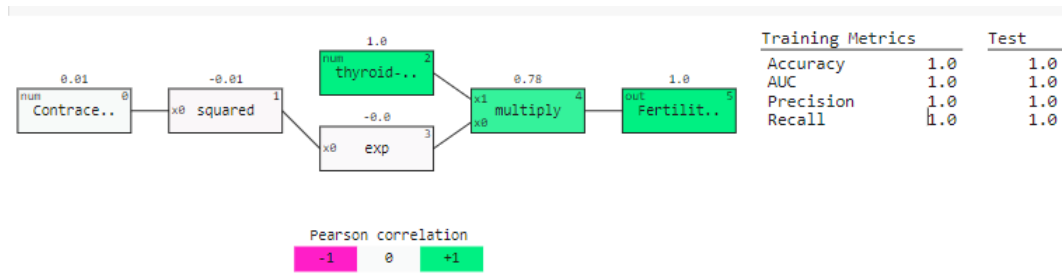 1.0
num 2
thyroid-..
0.01
num 0
Contrace..
-0.01
1
x0 squared
-0.0
3
x0 exp
0.78
4
x1
x0
multiply
1.0
out 5
Fertilit..
Training Metrics Test
Accuracy 1.0 1.0
AUC 1.0 1.0
Precision 1.0 1.0
Recall 1.0 1.0
Pearson correlation
-1 0 +1